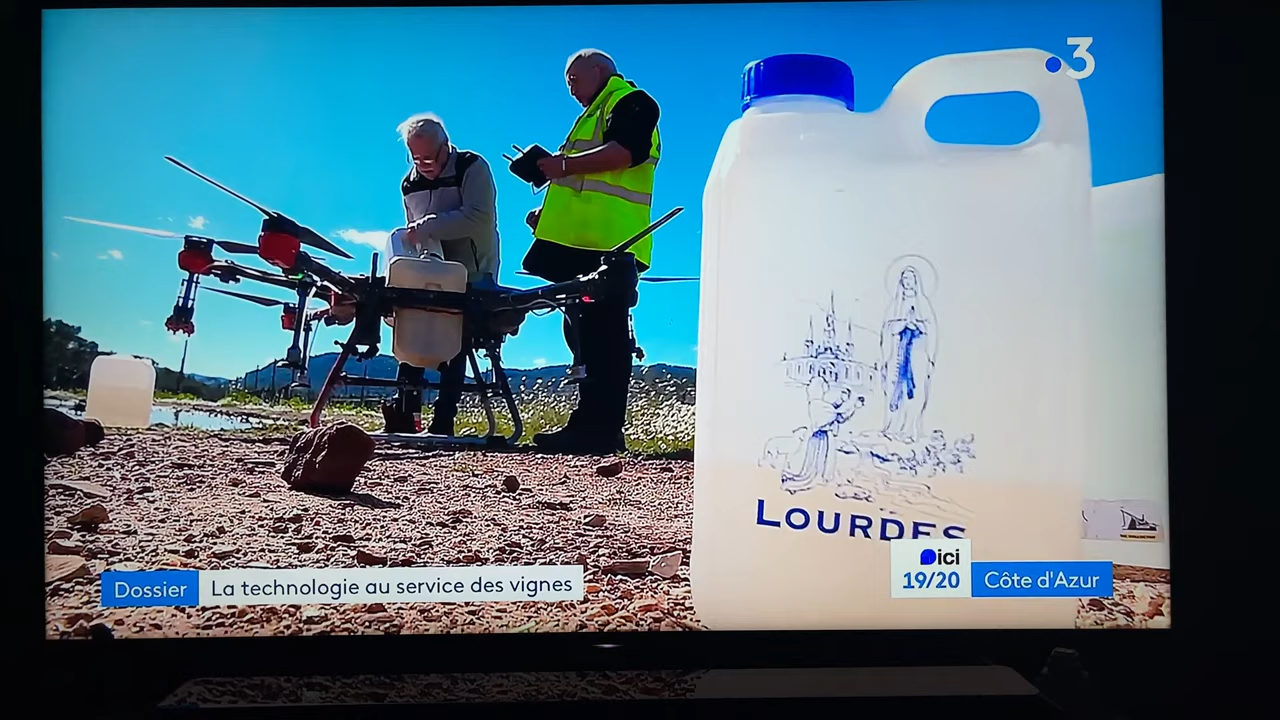 3
LOURDES
ici
19/20
Côte d'Azur
Dossier
La technologie au service des vignes